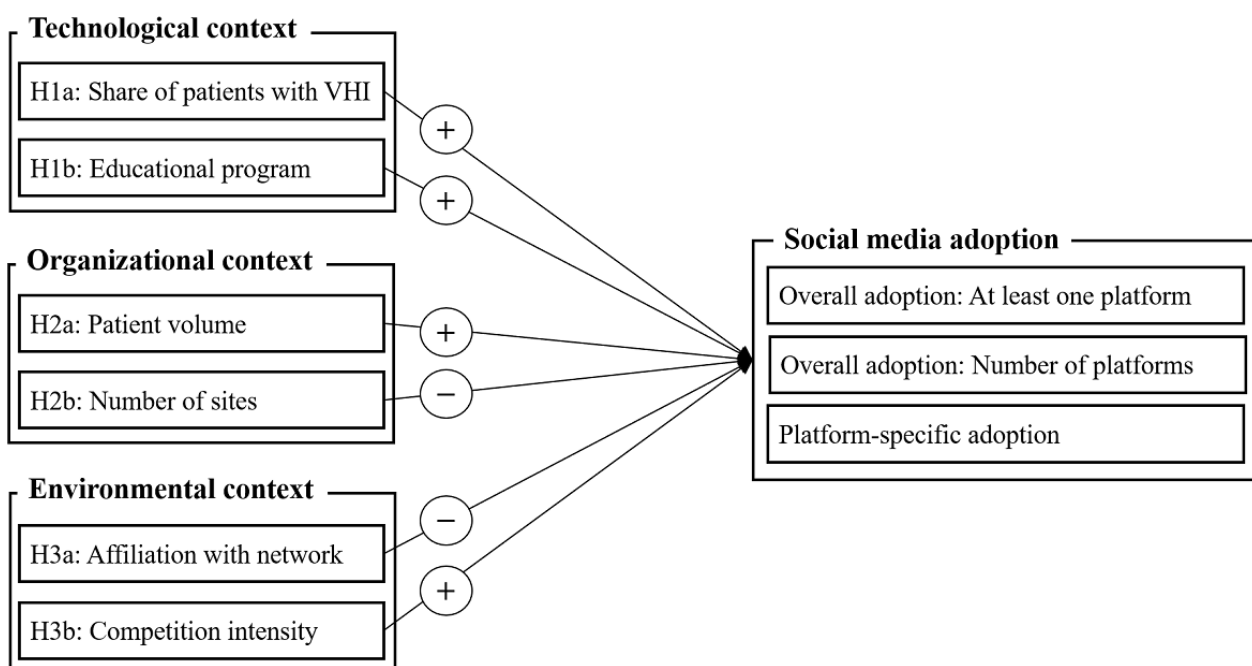 Technological context
H1a: Share of patients with VHI
+
H1b: Educational program
+
Organizational context
H2a: Patient volume
+
H2b: Number of sites
−
Environmental context
H3a: Affiliation with network
−
H3b: Competition intensity
+
Social media adoption
Overall adoption: At least one platform
Overall adoption: Number of platforms
Platform-specific adoption